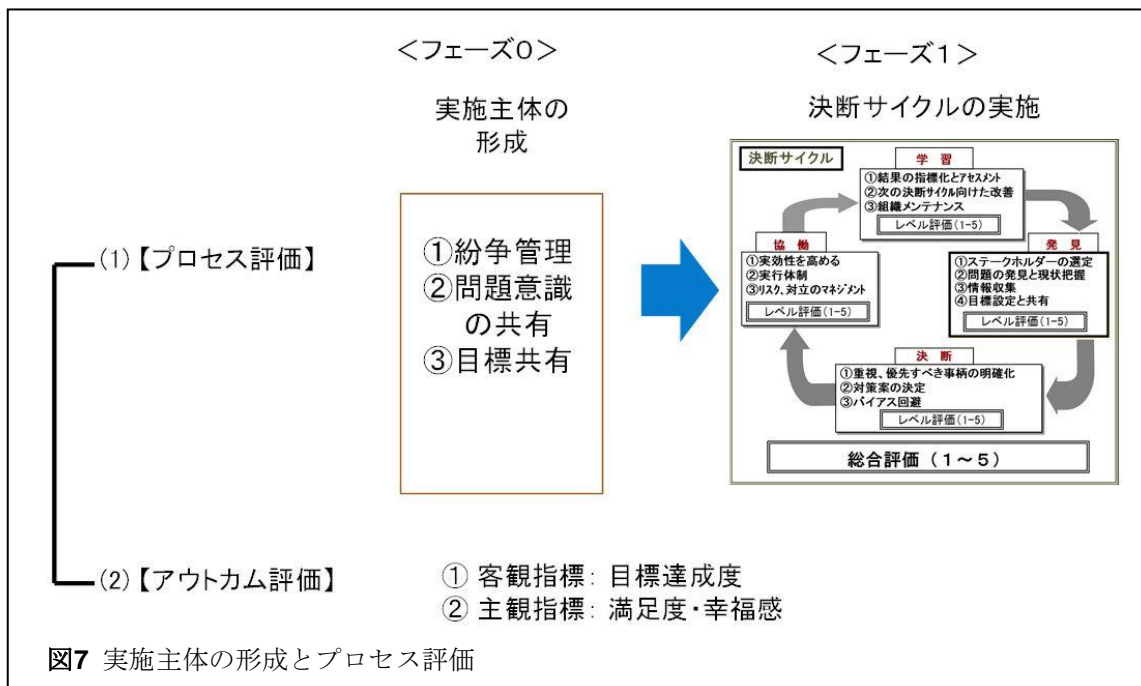 <フェーズ０>
実施主体の
形成
<フェーズ１>
決断サイクルの実施
(1)【プロセス評価】
①紛争管理
②問題意識
の共有
③目標共有
決断サイクル
学 習
①結果の指標化とアセスメント
②次の決断サイクル向けた改善
③組織メンテナンス
レベル評価(1-5)
協 働
①実効性を高める
②実行体制
③リスク、対立のマネジメント
レベル評価(1-5)
発 見
①ステークホルダーの選定
②問題の発見と現状把握
③情報収集
④目標設定と共有
レベル評価(1-5)
決 断
①重視、優先すべき事柄の明確化
②対策案の決定
③バイアス回避
レベル評価(1-5)
総合評価（１～５）
(2)【アウトカム評価】
① 客観指標： 目標達成度
② 主観指標： 満足度・幸福感
図7 実施主体の形成とプロセス評価